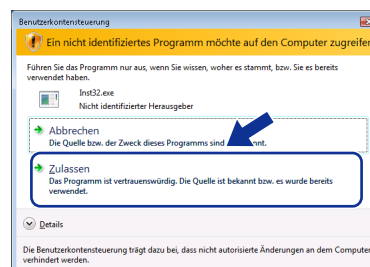 Benutzerkontensteuerung
Ein nicht identifiziertes Programm möchte auf den Computer zugreifen
Führen Sie das Programm nur aus, wenn Sie wissen, woher es stammt, bzw. Sie es bereits
verwendet haben.
Inst32.exe
Nicht identifizierter Herausgeber
Abbrechen
Die Quelle bzw. der Zweck dieses Programms sind
Zulassen
Das Programm ist vertrauenswürdig. Die Quelle ist bekannt bzw. es wurde bereits
verwendet.
Details
Die Benutzerkontensteuerung trägt dazu bei, dass nicht autorisierte Änderungen an dem Computer
verhindert werden.